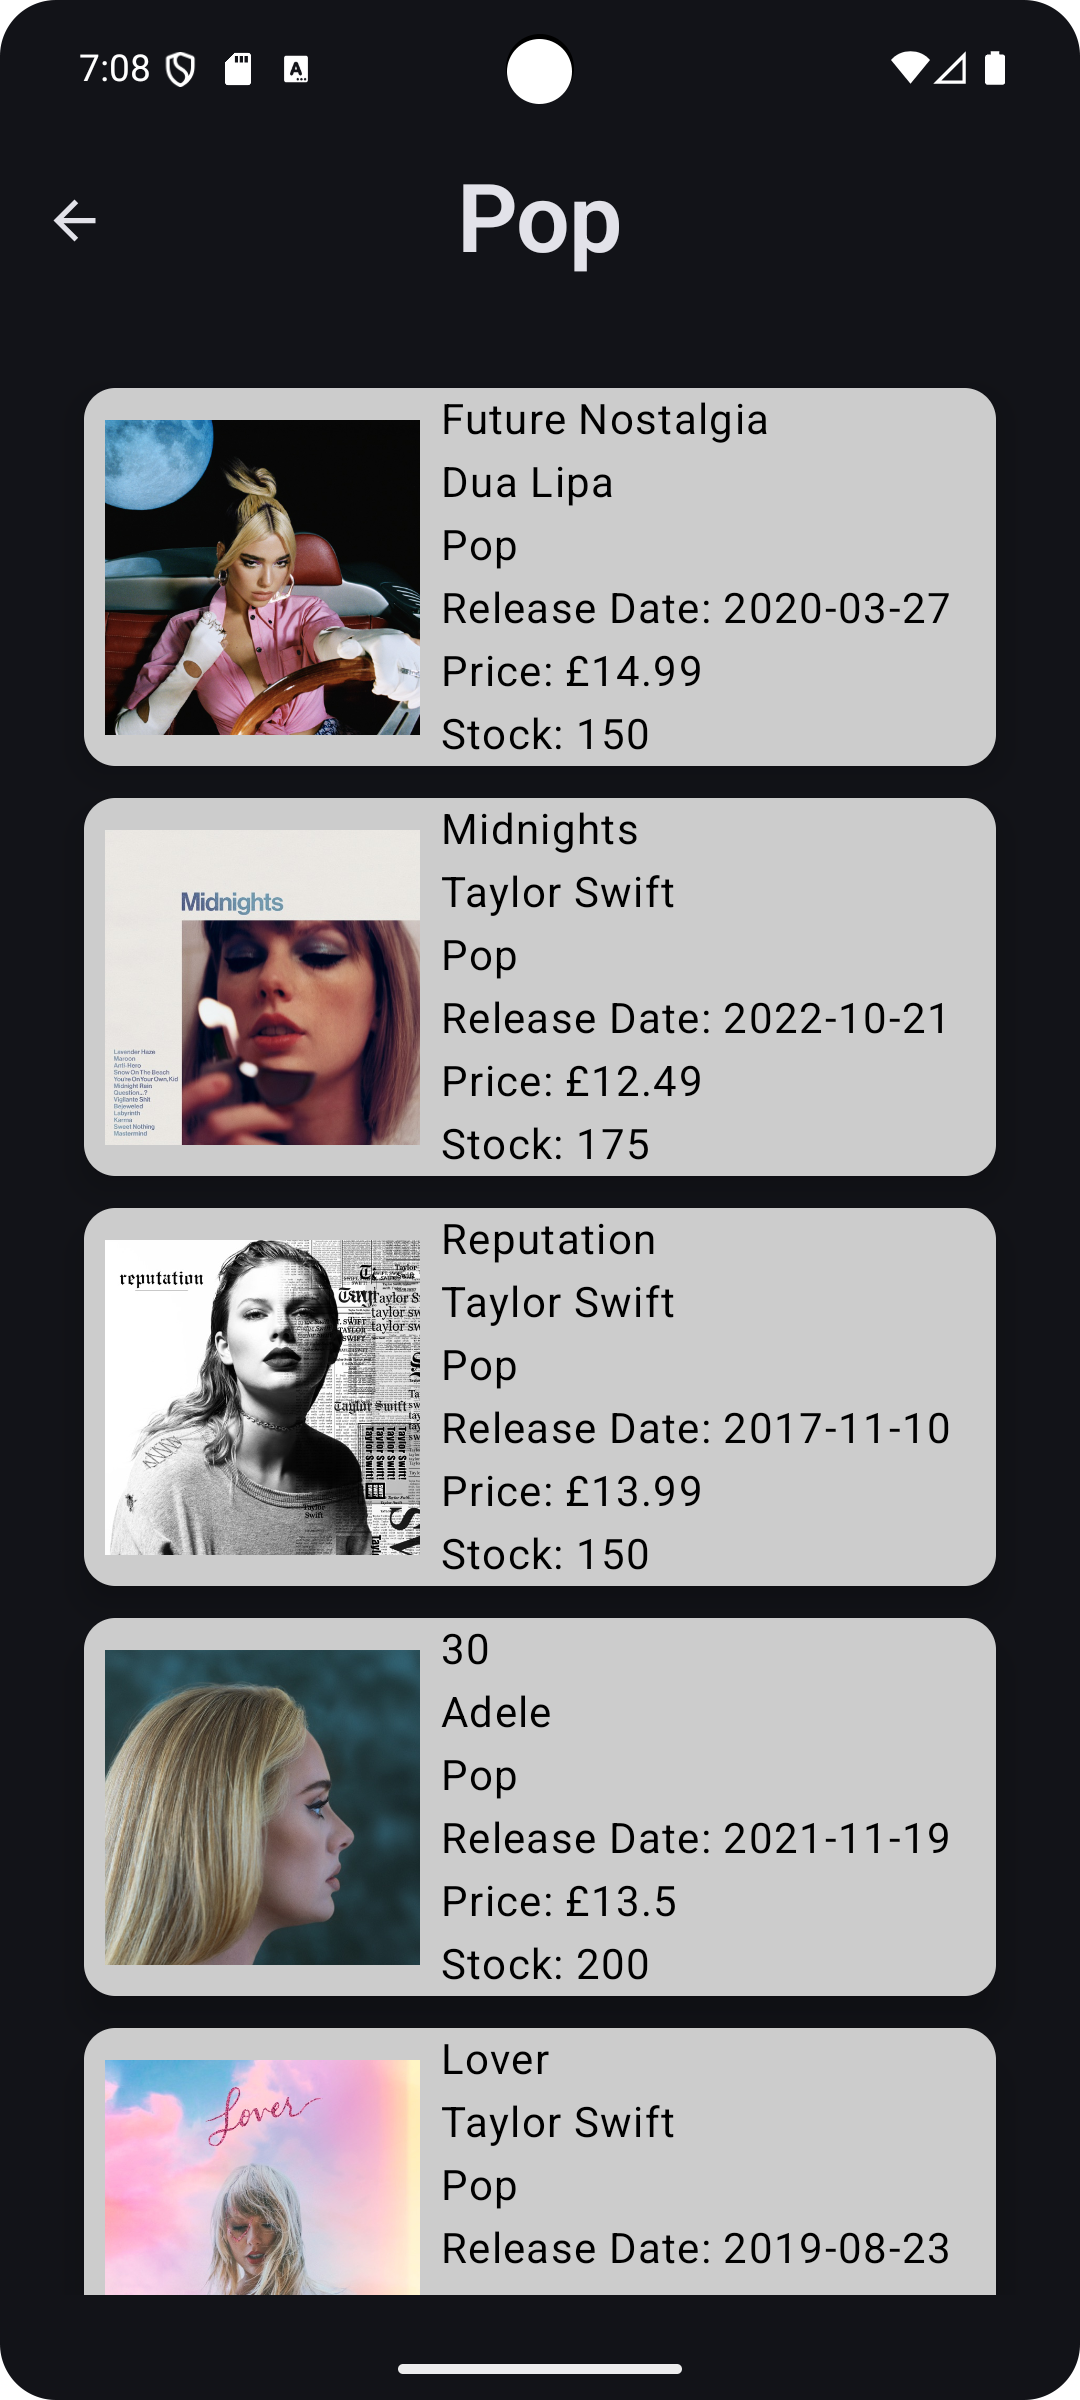 7:08
Pop
Future Nostalgia
Dua Lipa
Pop
Release Date: 2020-03-27
Price: £14.99
Stock: 150
Midnights
Lavender Haze
Maroon
Anti-Hero
Snow On The Beach
You're On Your Own, Kid
Midnight Rain
Question...?
Vigilante Shit
Bejeweled
Labyrinth
Karma
Sweet Nothing
Mastermind
Midnights
Taylor Swift
Pop
Release Date: 2022-10-21
Price: £12.49
Stock: 175
reputation
Taylor Swift
Reputation
Taylor Swift
Pop
Release Date: 2017-11-10
Price: £13.99
Stock: 150
30
Adele
Pop
Release Date: 2021-11-19
Price: £13.5
Stock: 200
Lover
Lover
Taylor Swift
Pop
Release Date: 2019-08-23